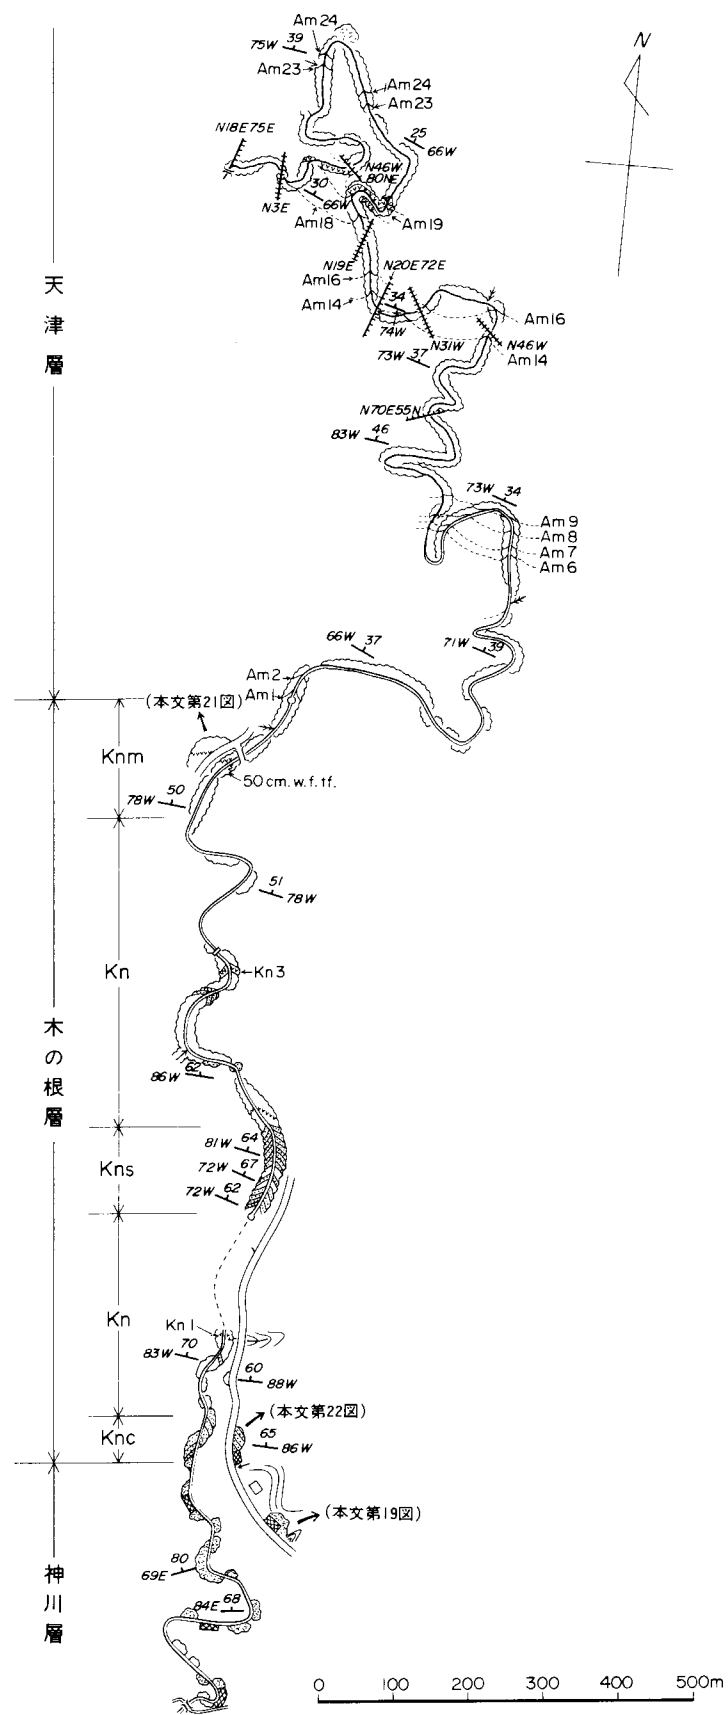 Am24
39
75W
Am23
N
Am24
Am23
N18E75E
25
66W
N46W
80NE
30
66W
N3E
Am18
Am19
N19E
N20E72E
Am16
Am14
34
74W
Am16
N31W
N46W
Am14
73W 37
天津層
N70E55N
46
83W
73W 34
Am9
Am8
Am7
Am6
66W 37
71W 39
Am2
Am1
(本文第21図)
Knm
50cm.w.f.tf.
50
78W
51
78W
Kn
Kn3
木の根層
62
86W
64
81W
Kns
67
72W
62
72W
Kn
Kn1
70
83W
60
88W
(本文第22図)
Knc
65
86W
(本文第19図)
80
69E
神川層
68
84E
0 100 200 300 400 500m